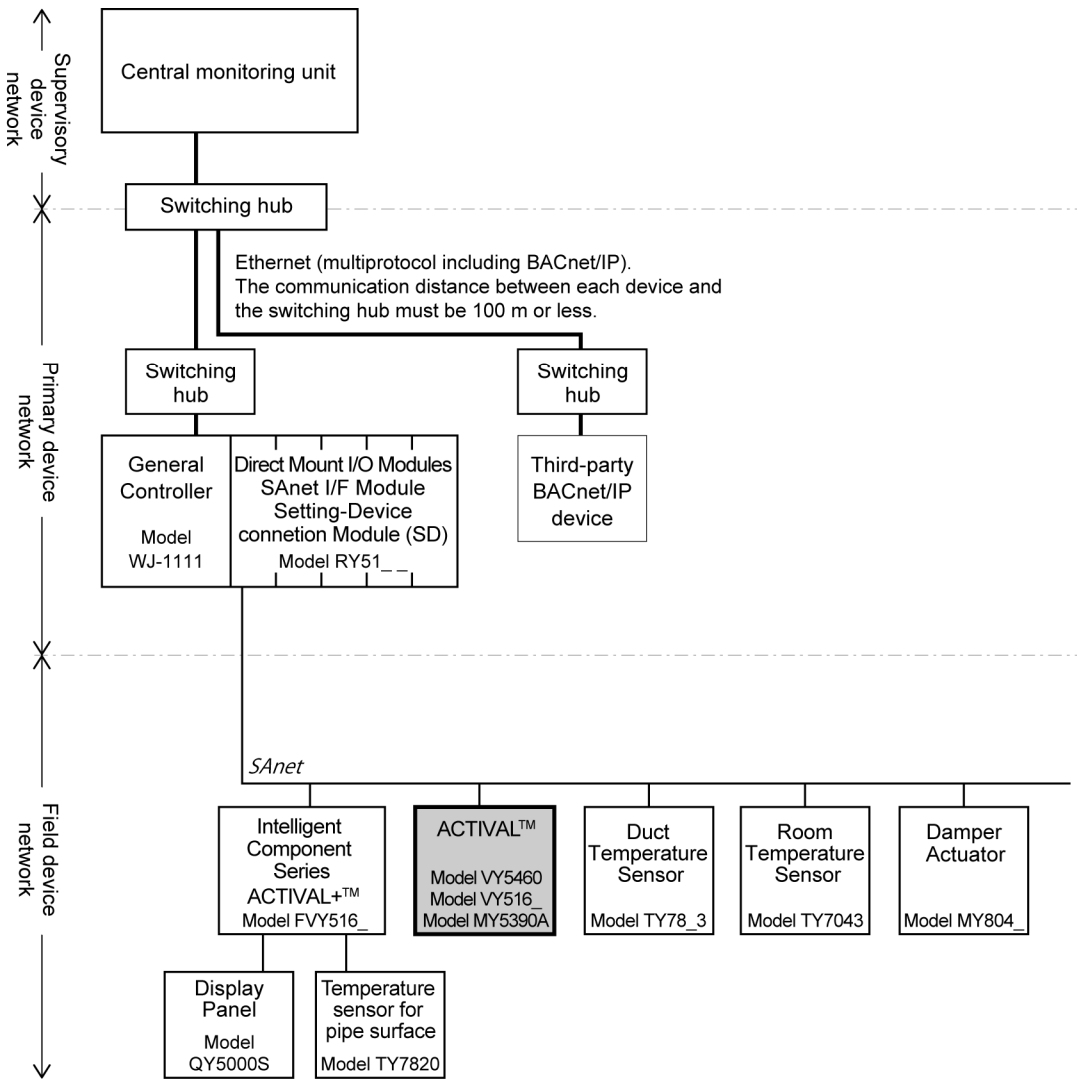 Supervisory
device
network
Central monitoring unit
Switching hub
Ethernet (multiprotocol including BACnet/IP).
The communication distance between each device and
the switching hub must be 100 m or less.
Primary device
network
Switching
hub
Switching
hub
General
Controller
Model
WJ-1111
Direct Mount I/O Modules
SAnet I/F Module
Setting-Device
connetion Module (SD)
Model RY51_ _
Third-party
BACnet/IP
device
Field device
network
SAnet
Intelligent
Component
Series
ACTIVAL+™
Model FVY516_
ACTIVAL™
Model VY5460
Model VY516_
Model MY5390A
Duct
Temperature
Sensor
Model TY78_3
Room
Temperature
Sensor
Model TY7043
Damper
Actuator
Model MY804_
Display
Panel
Model
QY5000S
Temperature
sensor for
pipe surface
Model TY7820